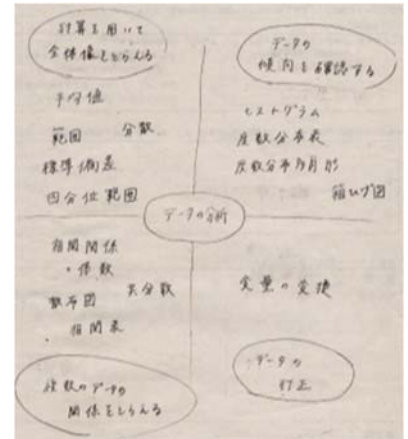 計算を用いて
全体像をとらえる
平均値
範囲 分散
標準偏差
四分位範囲
データの
傾向を確認する
ヒストグラム
度数分布表
度数分布多角形
箱ひげ図
データの分析
相関関係
・係数
散布図 共分散
・相関表
複数のデータの
関係をとらえる
変量の変換
データの
訂正